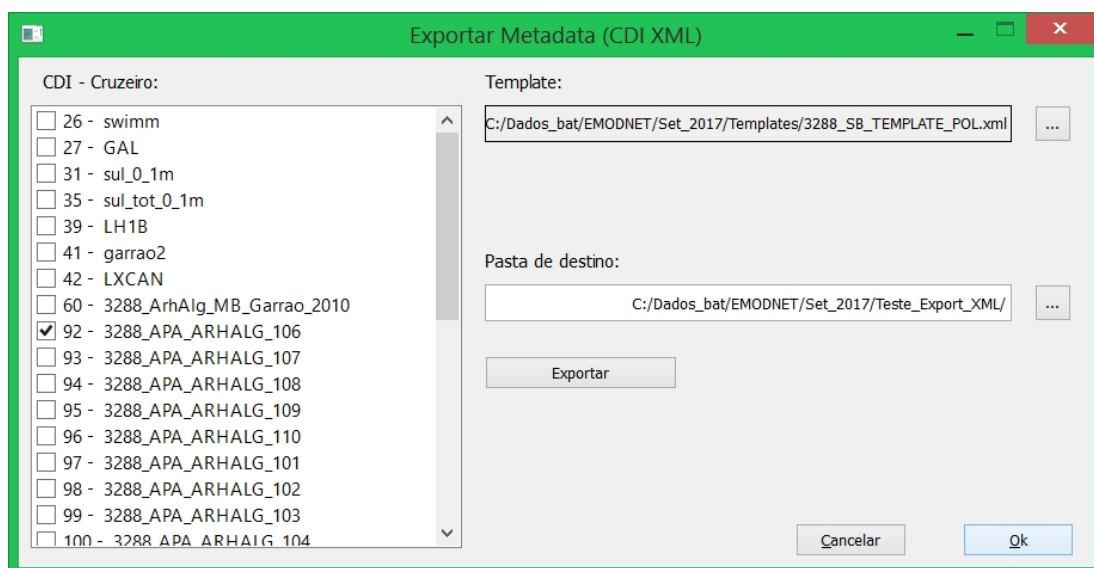 Exportar Metadata (CDI XML)
CDI - Cruzeiro:
26 - swimm
27 - GAL
31 - sul_0_1m
35 - sul_tot_0_1m
39 - LH1B
41 - garrao2
42 - LXCAN
60 - 3288_ArhAlg_MB_Garrao_2010
92 - 3288_APA_ARHALG_106
93 - 3288_APA_ARHALG_107
94 - 3288_APA_ARHALG_108
95 - 3288_APA_ARHALG_109
96 - 3288_APA_ARHALG_110
97 - 3288_APA_ARHALG_101
98 - 3288_APA_ARHALG_102
99 - 3288_APA_ARHALG_103
100 - 3288_APA_ARHALG_104
Template:
C:/Dados_bat/EMODNET/Set_2017/Templates/3288_SB_TEMPLATE_POL.xml
...
Pasta de destino:
C:/Dados_bat/EMODNET/Set_2017/Teste_Export_XML/
...
Exportar
Cancelar
Ok